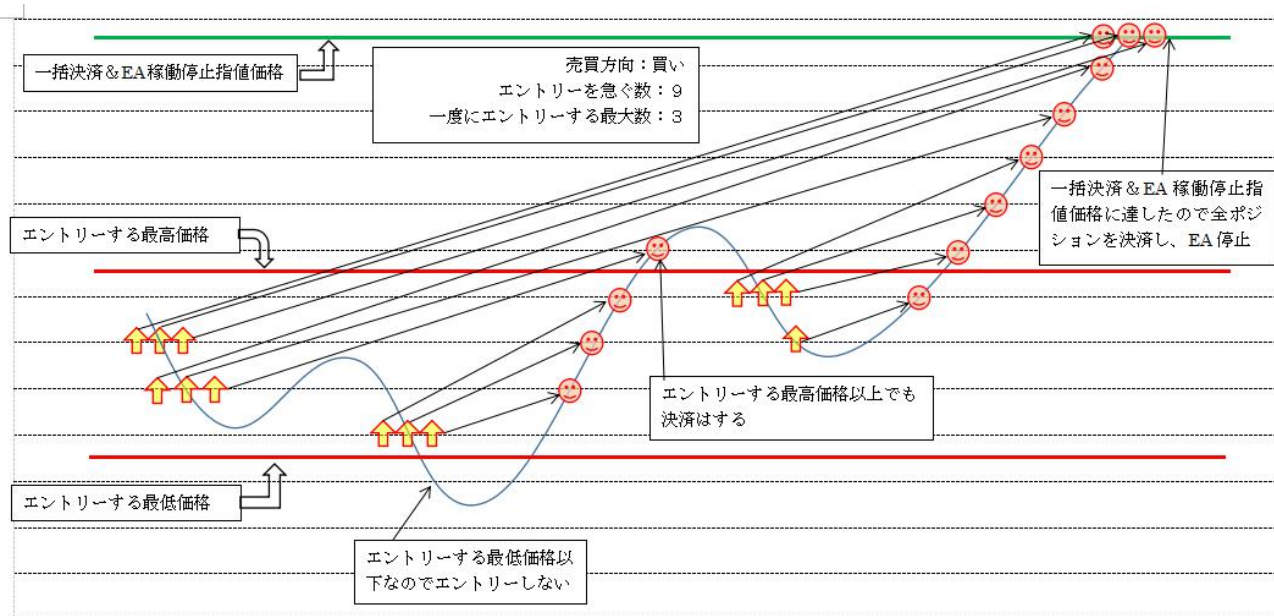 一括決済＆EA稼働停止指値価格
売買方向：買い
エントリーを急ぐ数：９
一度にエントリーする最大数：３
一括決済＆EA 稼働停止指
値価格に達したので全ポジ
ションを決済し、EA 停止
エントリーする最高価格
エントリーする最高価格以上でも
決済はする
エントリーする最低価格
エントリーする最低価格以
下なのでエントリーしない